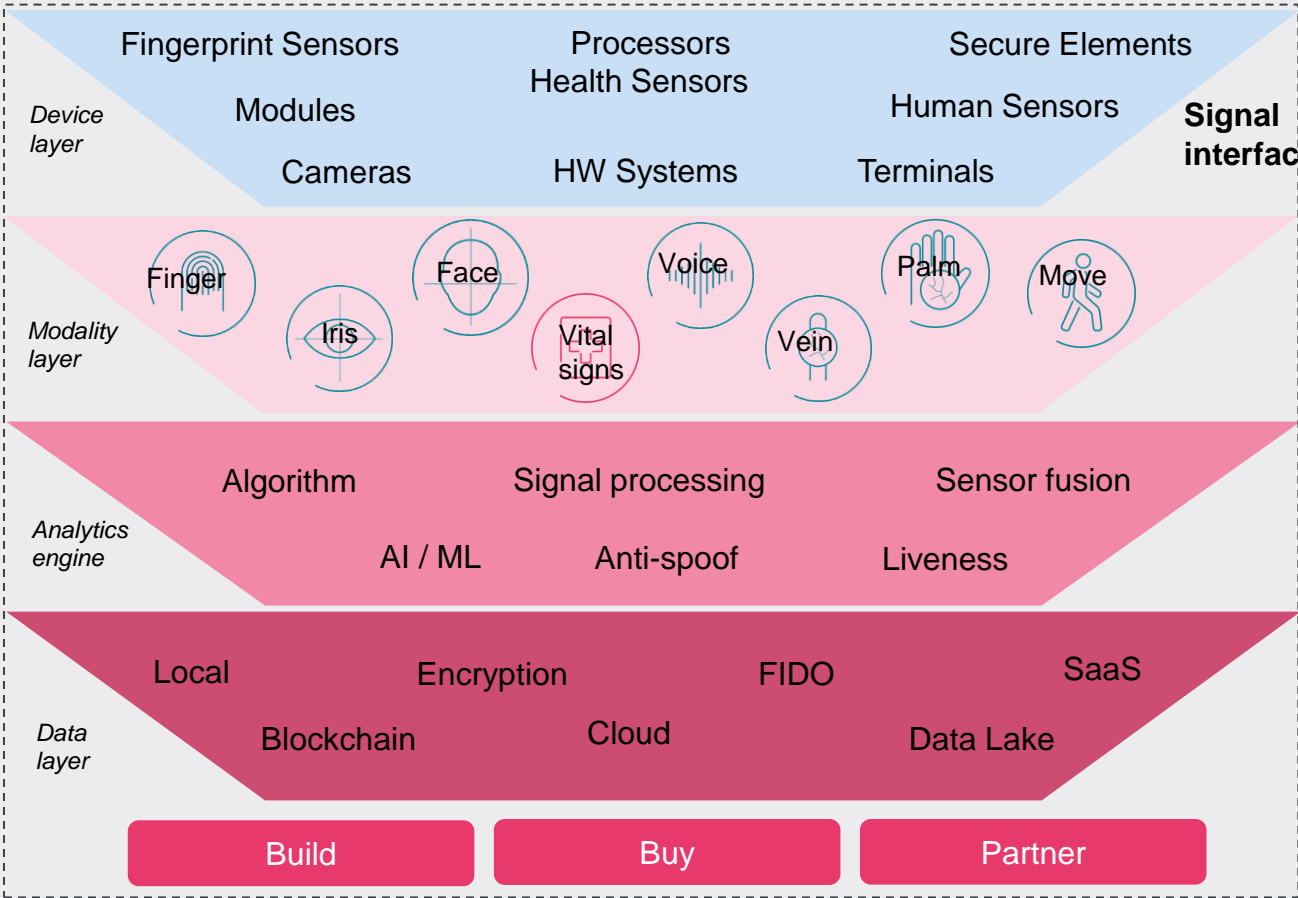 Fingerprint Sensors
Processors
Secure Elements
Health Sensors
Device
layer
Modules
Human Sensors
Signal
interfac
Cameras
HW Systems
Terminals
Finger
Face
Voice
Palm
Move
Modality
layer
Iris
Vital
signs
Vein
Algorithm
Signal processing
Sensor fusion
Analytics
engine
AI / ML
Anti-spoof
Liveness
Local
Encryption
FIDO
SaaS
Data
layer
Blockchain
Cloud
Data Lake
Build
Buy
Partner